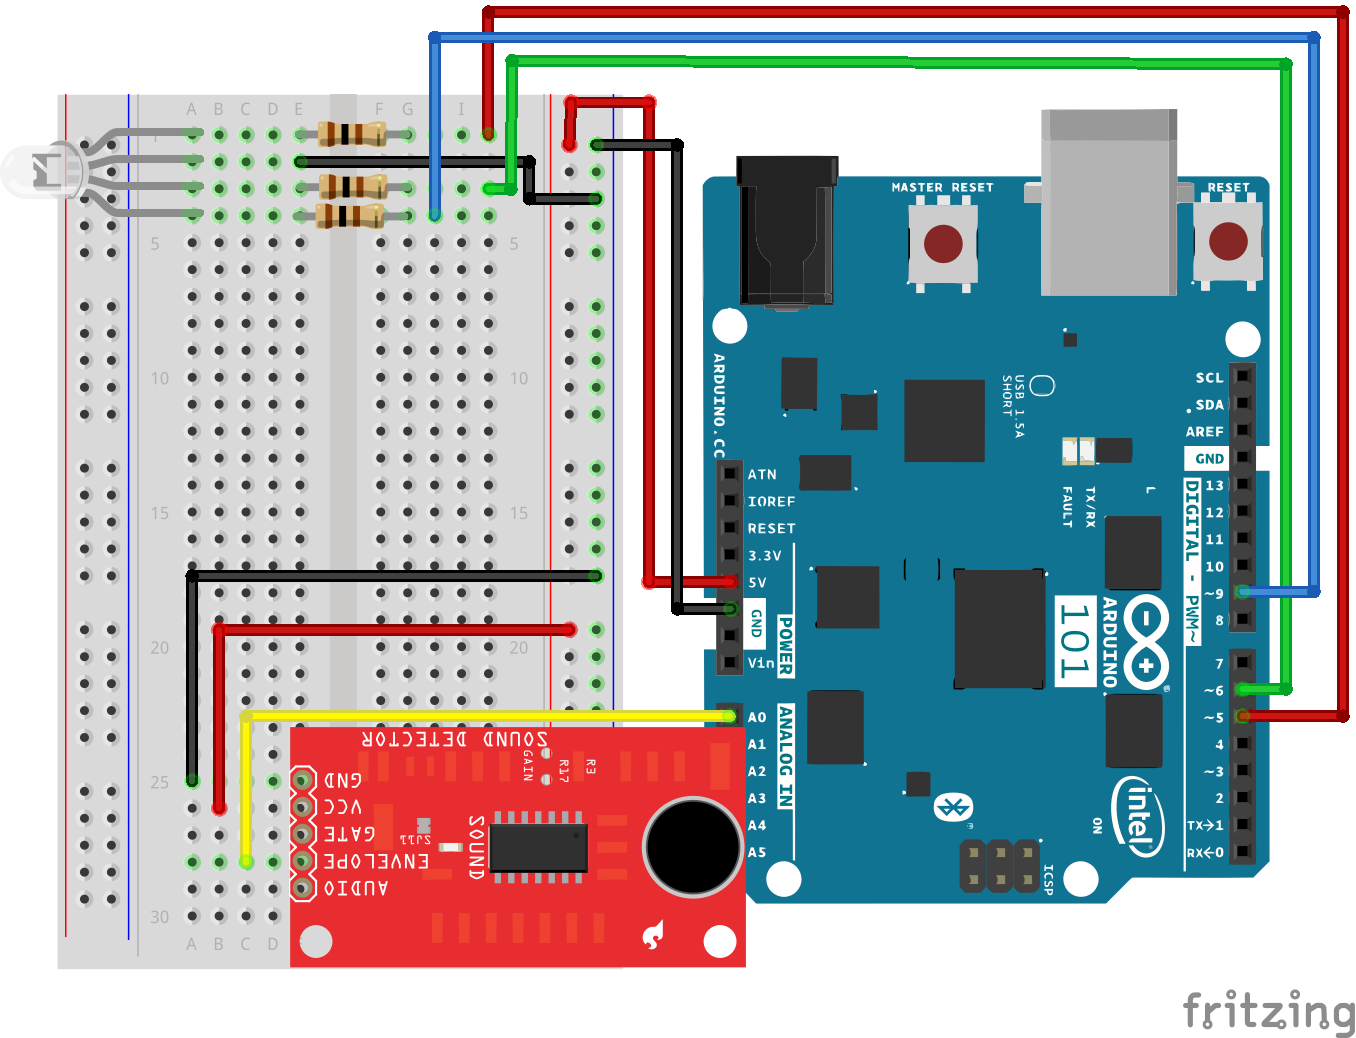 A B C D E F G I
1
5 5
10 10
15 15
20 20
25
30
A B C D
MASTER RESET
RESET
ARDUINO.CC
USB 1.5A
SHORT
SCL
SDA
AREF
GND
13
12
11
10
~9
8
7
~6
~5
4
~3
2
TX→1
RX←0
DIGITAL - PWM~
L
TX/RX
FAULT
ATN
IOREF
RESET
3.3V
5V
GND
Vin
POWER
A0
A1
A2
A3
A4
A5
ANALOG IN
101
ARDUINO
intel
ON
ICSP
SOUND DETECTOR
GAIN
R17
R3
GND
VCC
GATE
ENVELOPE
AUDIO
SJ11
SOUND
fritzing